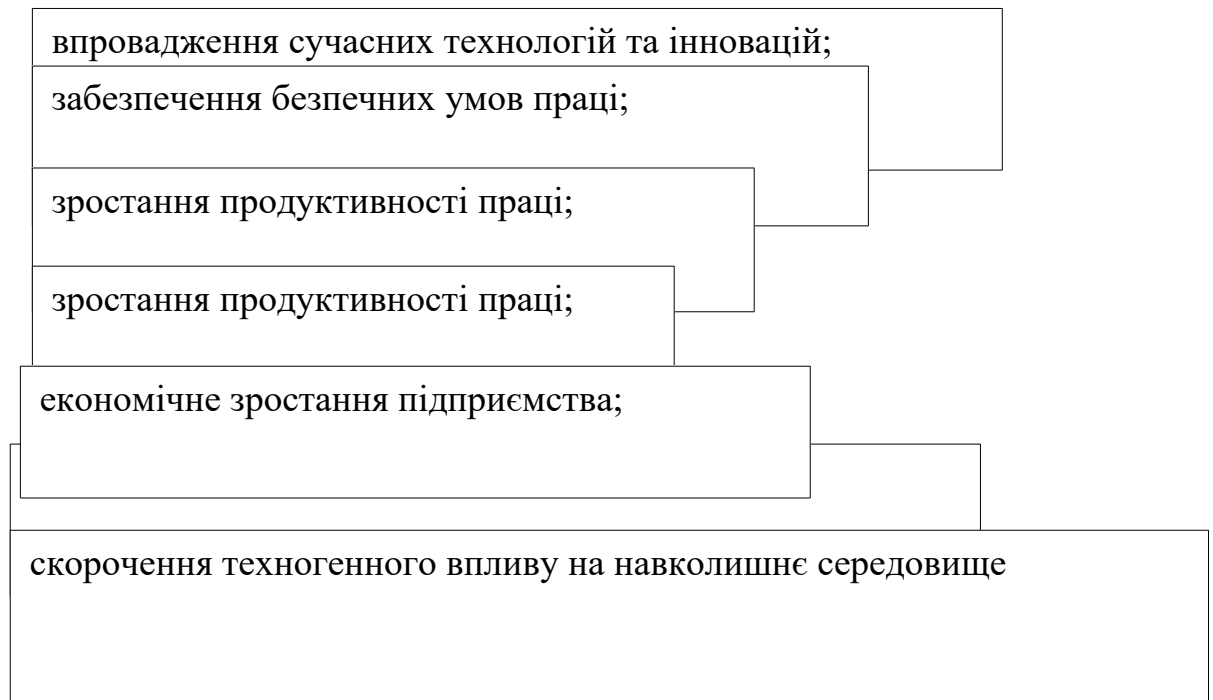 впровадження сучасних технологій та інновацій;
забезпечення безпечних умов праці;
зростання продуктивності праці;
зростання продуктивності праці;
економічне зростання підприємства;
скорочення техногенного впливу на навколишнє середовище